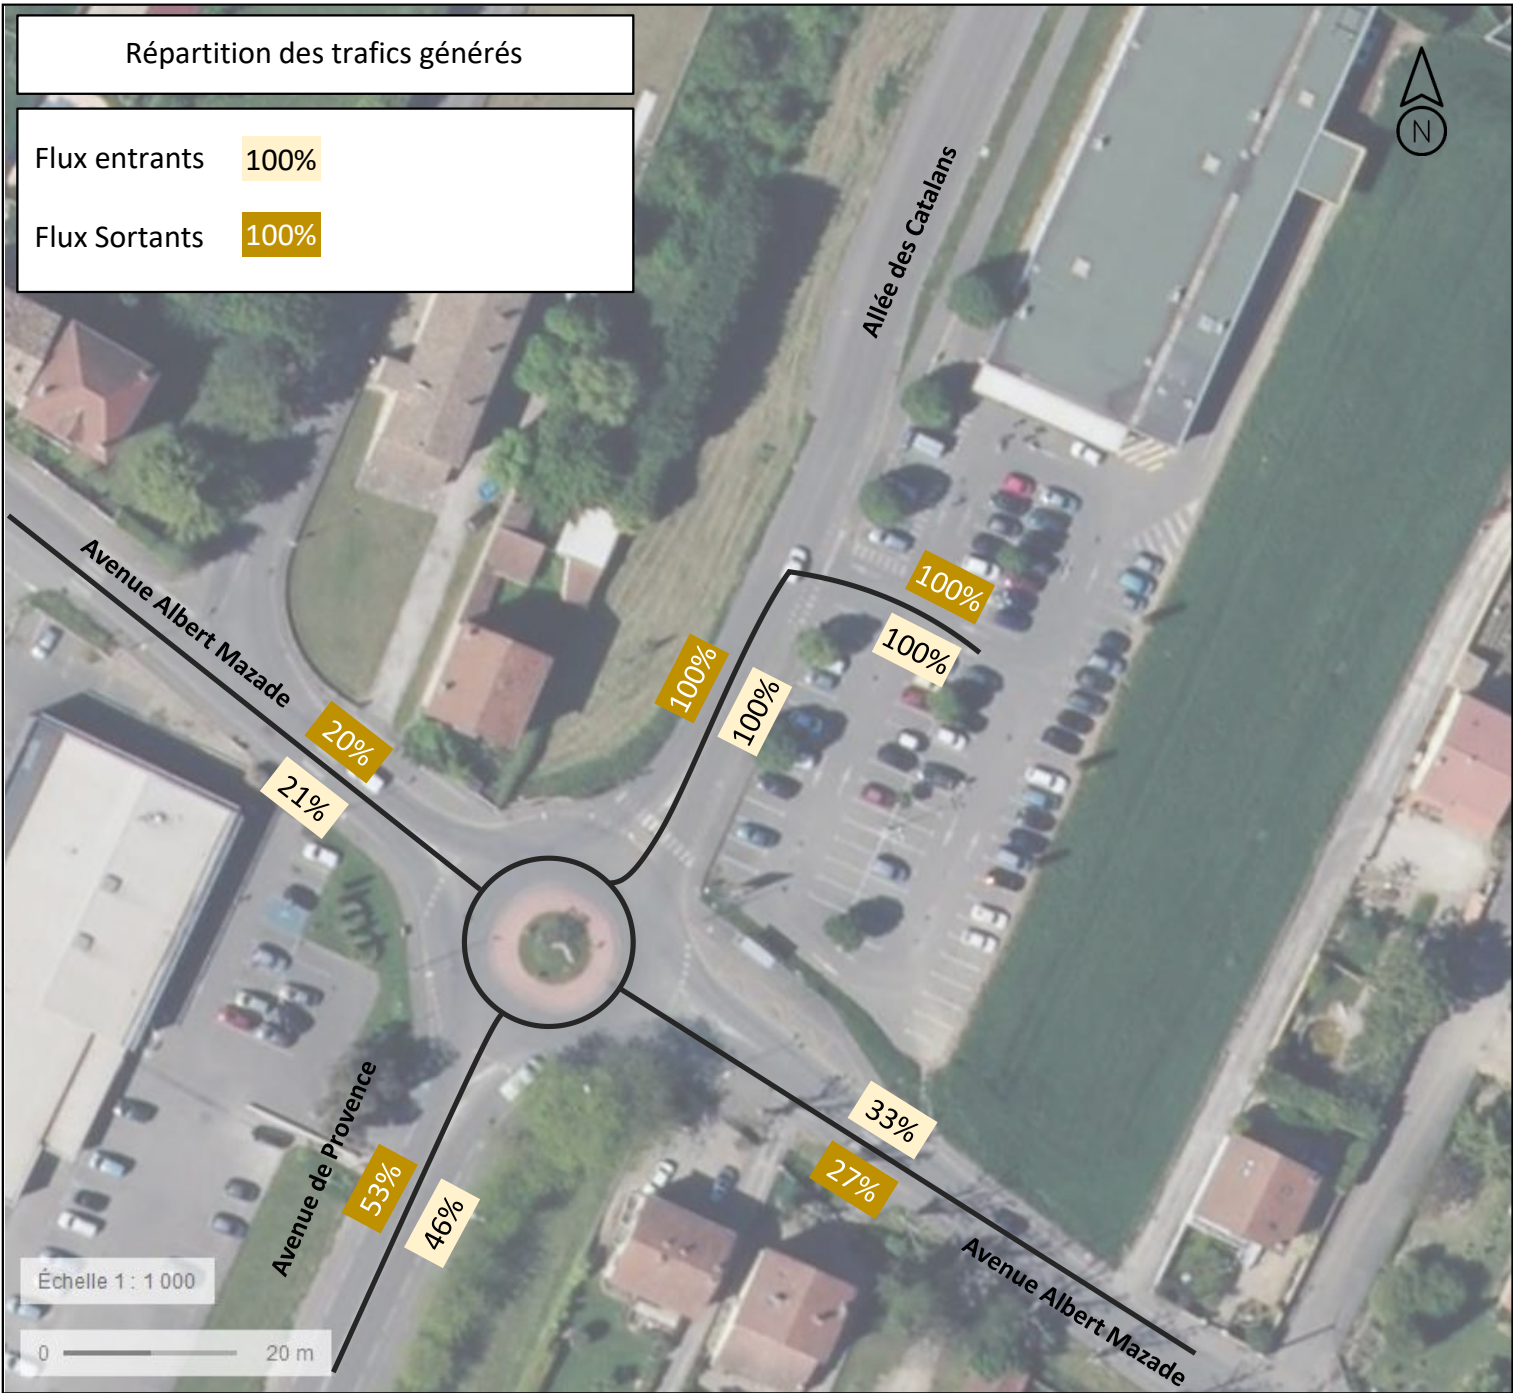 Répartition des trafics générés
Flux entrants 100%
Flux Sortants 100%
N
Allée des Catalans
Avenue Albert Mazade
100%
100%
100%
100%
20%
21%
Avenue de Provence
53%
46%
33%
27%
Avenue Albert Mazade
Échelle 1 : 1 000
0 20 m